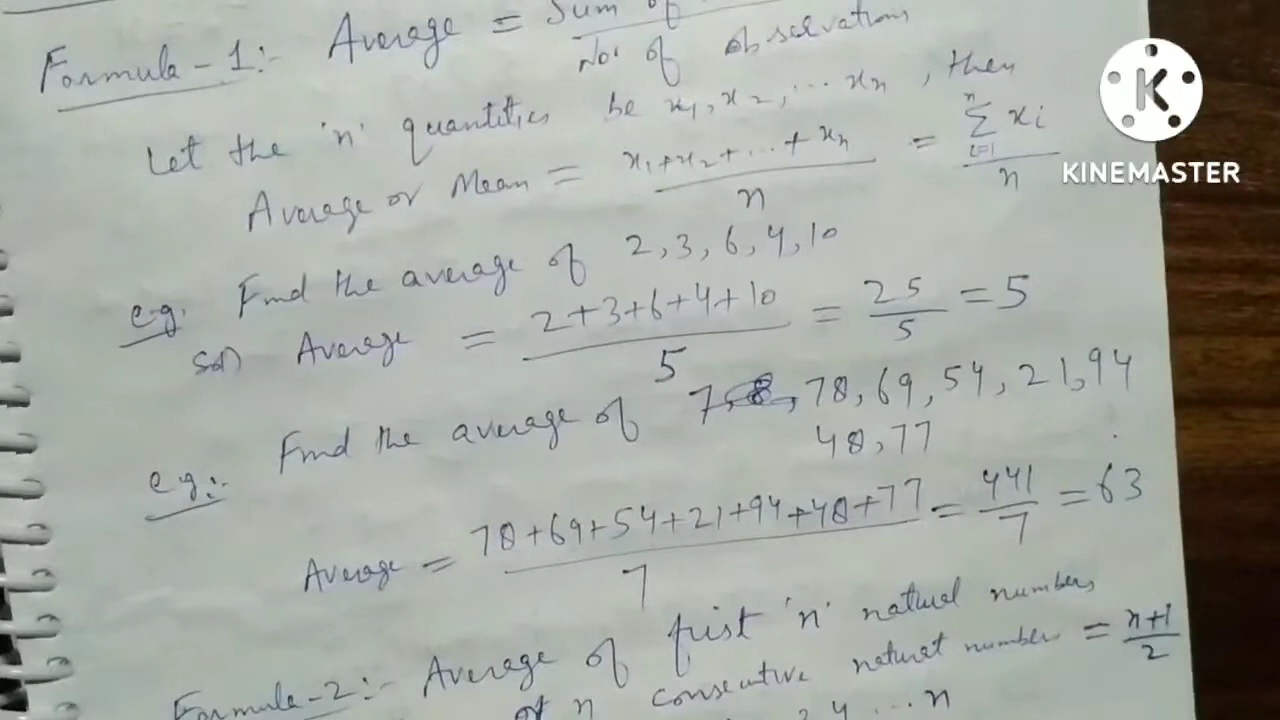 Formula-1:- Average = Sum of
No. of observations
Let the 'n' quantities be x₁, x₂, ... xₙ, then
Average or Mean = x₁+x₂+...+xₙ / n = n Σ i=1 xi / n
e.g. Find the average of 2,3,6,4,10
Sol) Average = 2+3+6+4+10 / 5 = 25 / 5 = 5
e.g:- Find the average of 78, 69, 54, 21, 94
48, 77
Average = 78+69+54+21+94+48+77 / 7 = 441 / 7 = 63
Formula-2:- Average of first 'n' natural numbers
of n consecutive natural numbers = n+1 / 2
4 ... n
K
KINEMASTER